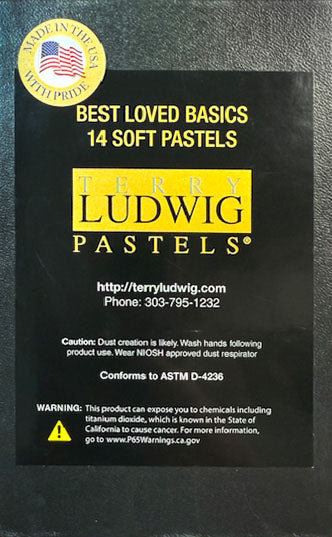 MADE IN THE USA
WITH PRIDE
BEST LOVED BASICS
14 SOFT PASTELS
TERRY
LUDWIG
PASTELS®
http://terryludwig.com
Phone: 303-795-1232
Caution: Dust creation is likely. Wash hands following
product use. Wear NIOSH approved dust respirator
Conforms to ASTM D-4236
WARNING: This product can expose you to chemicals including
titanium dioxide, which is known in the State of
California to cause cancer. For more information,
go to www.P65Warnings.ca.gov